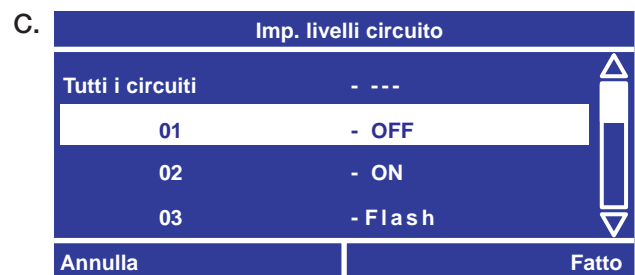 C.
Imp. livelli circuito
Tutti i circuiti - ---
01 - OFF
02 - ON
03 - Flash
Annulla Fatto